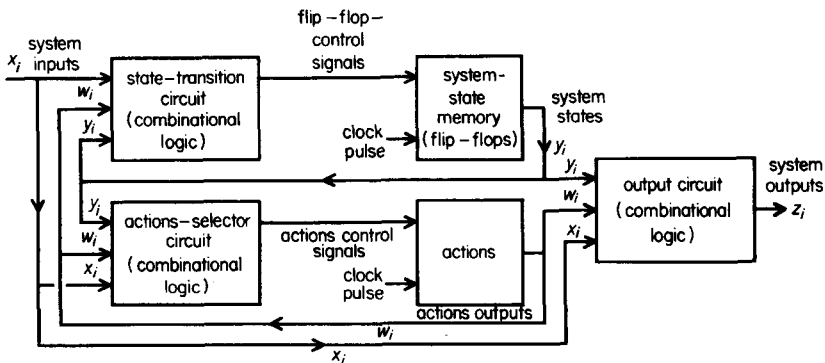 flip-flop-
control
signals
system
inputs
x_i
w_i
y_i
state-transition
circuit
(combinational
logic)
system-
state
memory
(flip-flops)
clock
pulse
system
states
y_i
y_i
w_i
x_i
output circuit
(combinational
logic)
system
outputs
z_i
y_i
w_i
x_i
actions-selector
circuit
(combinational
logic)
actions control
signals
clock
pulse
actions
actions outputs
w_i
x_i